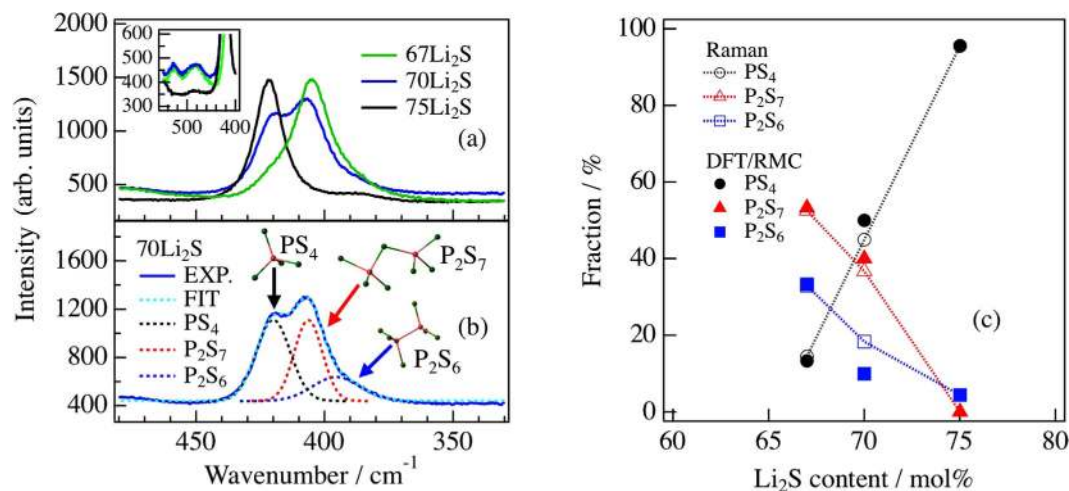 2000
1500
1000
500
450
400
350
300
500
400
67Li2S
70Li2S
75Li2S
(a)
Intensity (arb. units)
1600
1200
800
400
70Li2S
EXP.
FIT
PS4
P2S7
P2S6
PS4
P2S7
P2S6
(b)
450
400
350
Wavenumber / cm-1
100
80
60
40
20
0
Fraction / %
Raman
PS4
P2S7
P2S6
DFT/RMC
PS4
P2S7
P2S6
(c)
60
65
70
75
80
Li2S content / mol%